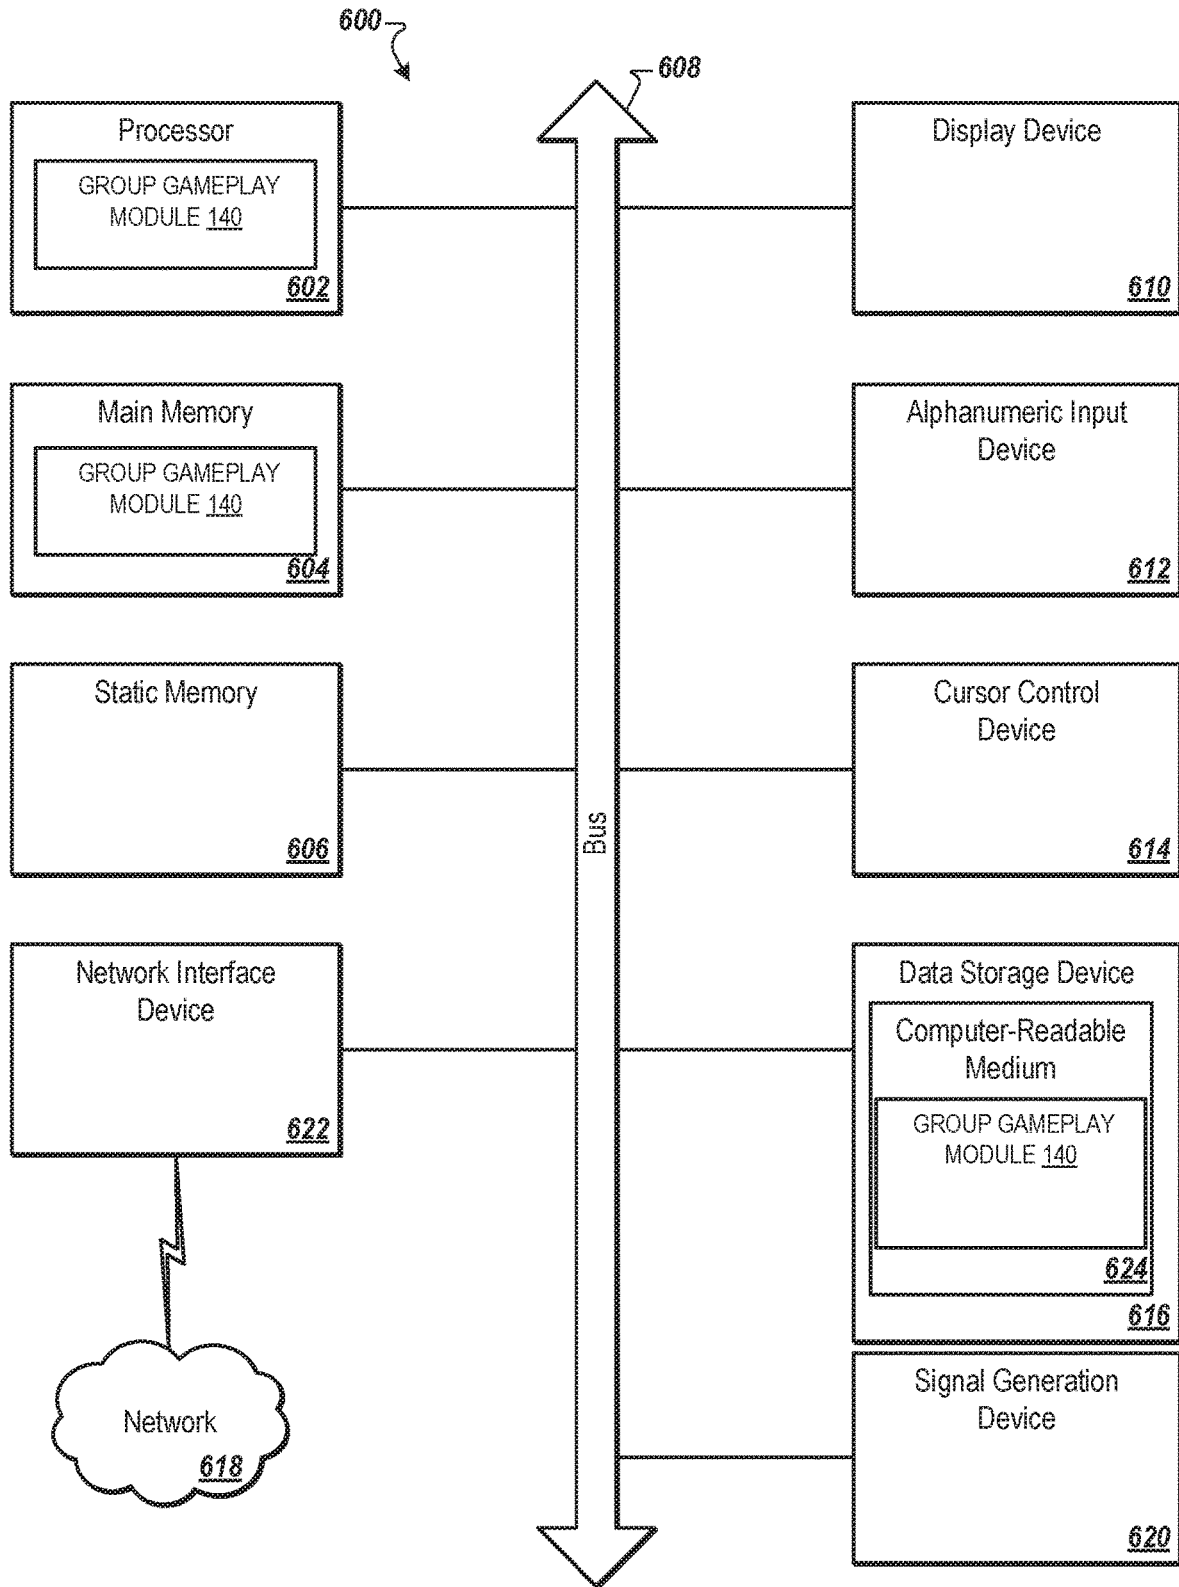 600
608
Processor
GROUP GAMEPLAY
MODULE 140
602
Display Device
610
Main Memory
GROUP GAMEPLAY
MODULE 140
604
Alphanumeric Input
Device
612
Static Memory
606
Cursor Control
Device
614
Bus
Network Interface
Device
622
Data Storage Device
Computer-Readable
Medium
GROUP GAMEPLAY
MODULE 140
624
616
Network
618
Signal Generation
Device
620